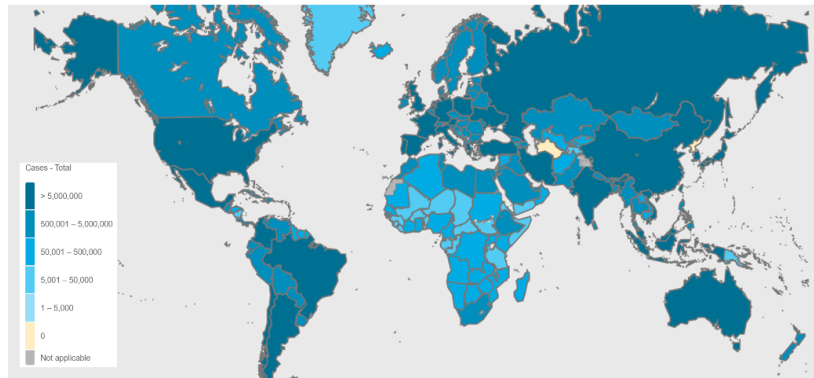 Cases - Total
> 5,000,000
500,001 – 5,000,000
50,001 – 500,000
5,001 – 50,000
1 – 5,000
0
Not applicable